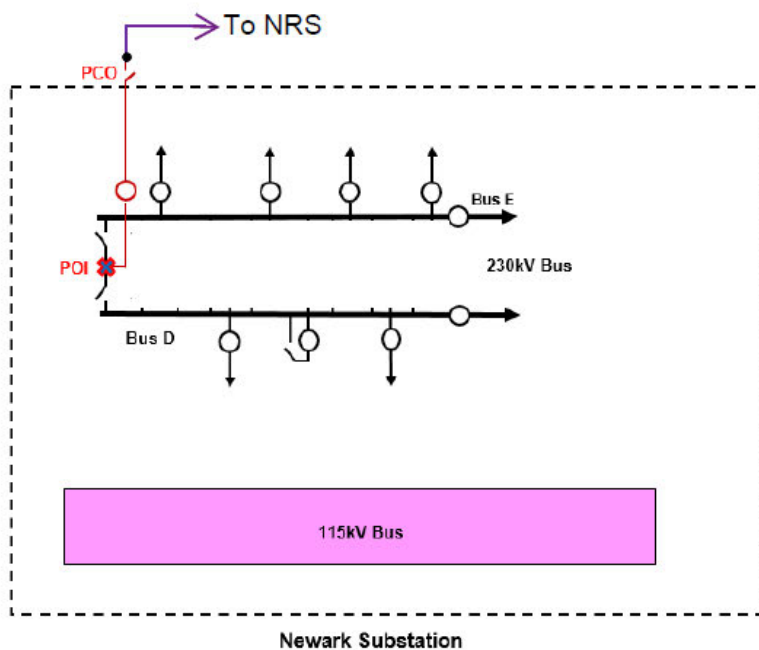 To NRS
PCO
Bus E
POI
230kV Bus
Bus D
115kV Bus
Newark Substation